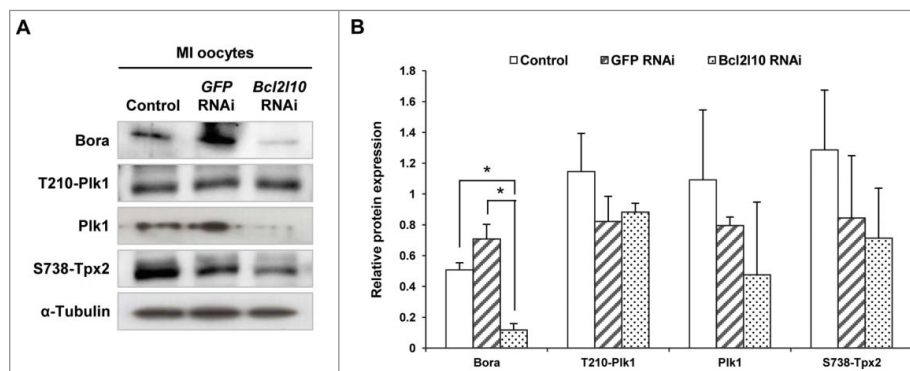 A
MI oocytes
Control GFP RNAi Bcl2l10 RNAi
Bora
T210-Plk1
Plk1
S738-Tpx2
α-Tubulin
B
Control GFP RNAi Bcl2l10 RNAi
Relative protein expression
1.8
1.6
1.4
1.2
1
0.8
0.6
0.4
0.2
0
*
*
Bora T210-Plk1 Plk1 S738-Tpx2